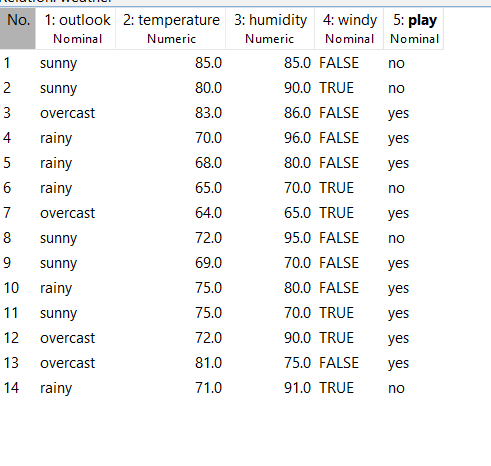 Relation: weather
No. 1: outlook 2: temperature 3: humidity 4: windy 5: play
Nominal Numeric Numeric Nominal Nominal
1 sunny 85.0 85.0 FALSE no
2 sunny 80.0 90.0 TRUE no
3 overcast 83.0 86.0 FALSE yes
4 rainy 70.0 96.0 FALSE yes
5 rainy 68.0 80.0 FALSE yes
6 rainy 65.0 70.0 TRUE no
7 overcast 64.0 65.0 TRUE yes
8 sunny 72.0 95.0 FALSE no
9 sunny 69.0 70.0 FALSE yes
10 rainy 75.0 80.0 FALSE yes
11 sunny 75.0 70.0 TRUE yes
12 overcast 72.0 90.0 TRUE yes
13 overcast 81.0 75.0 FALSE yes
14 rainy 71.0 91.0 TRUE no